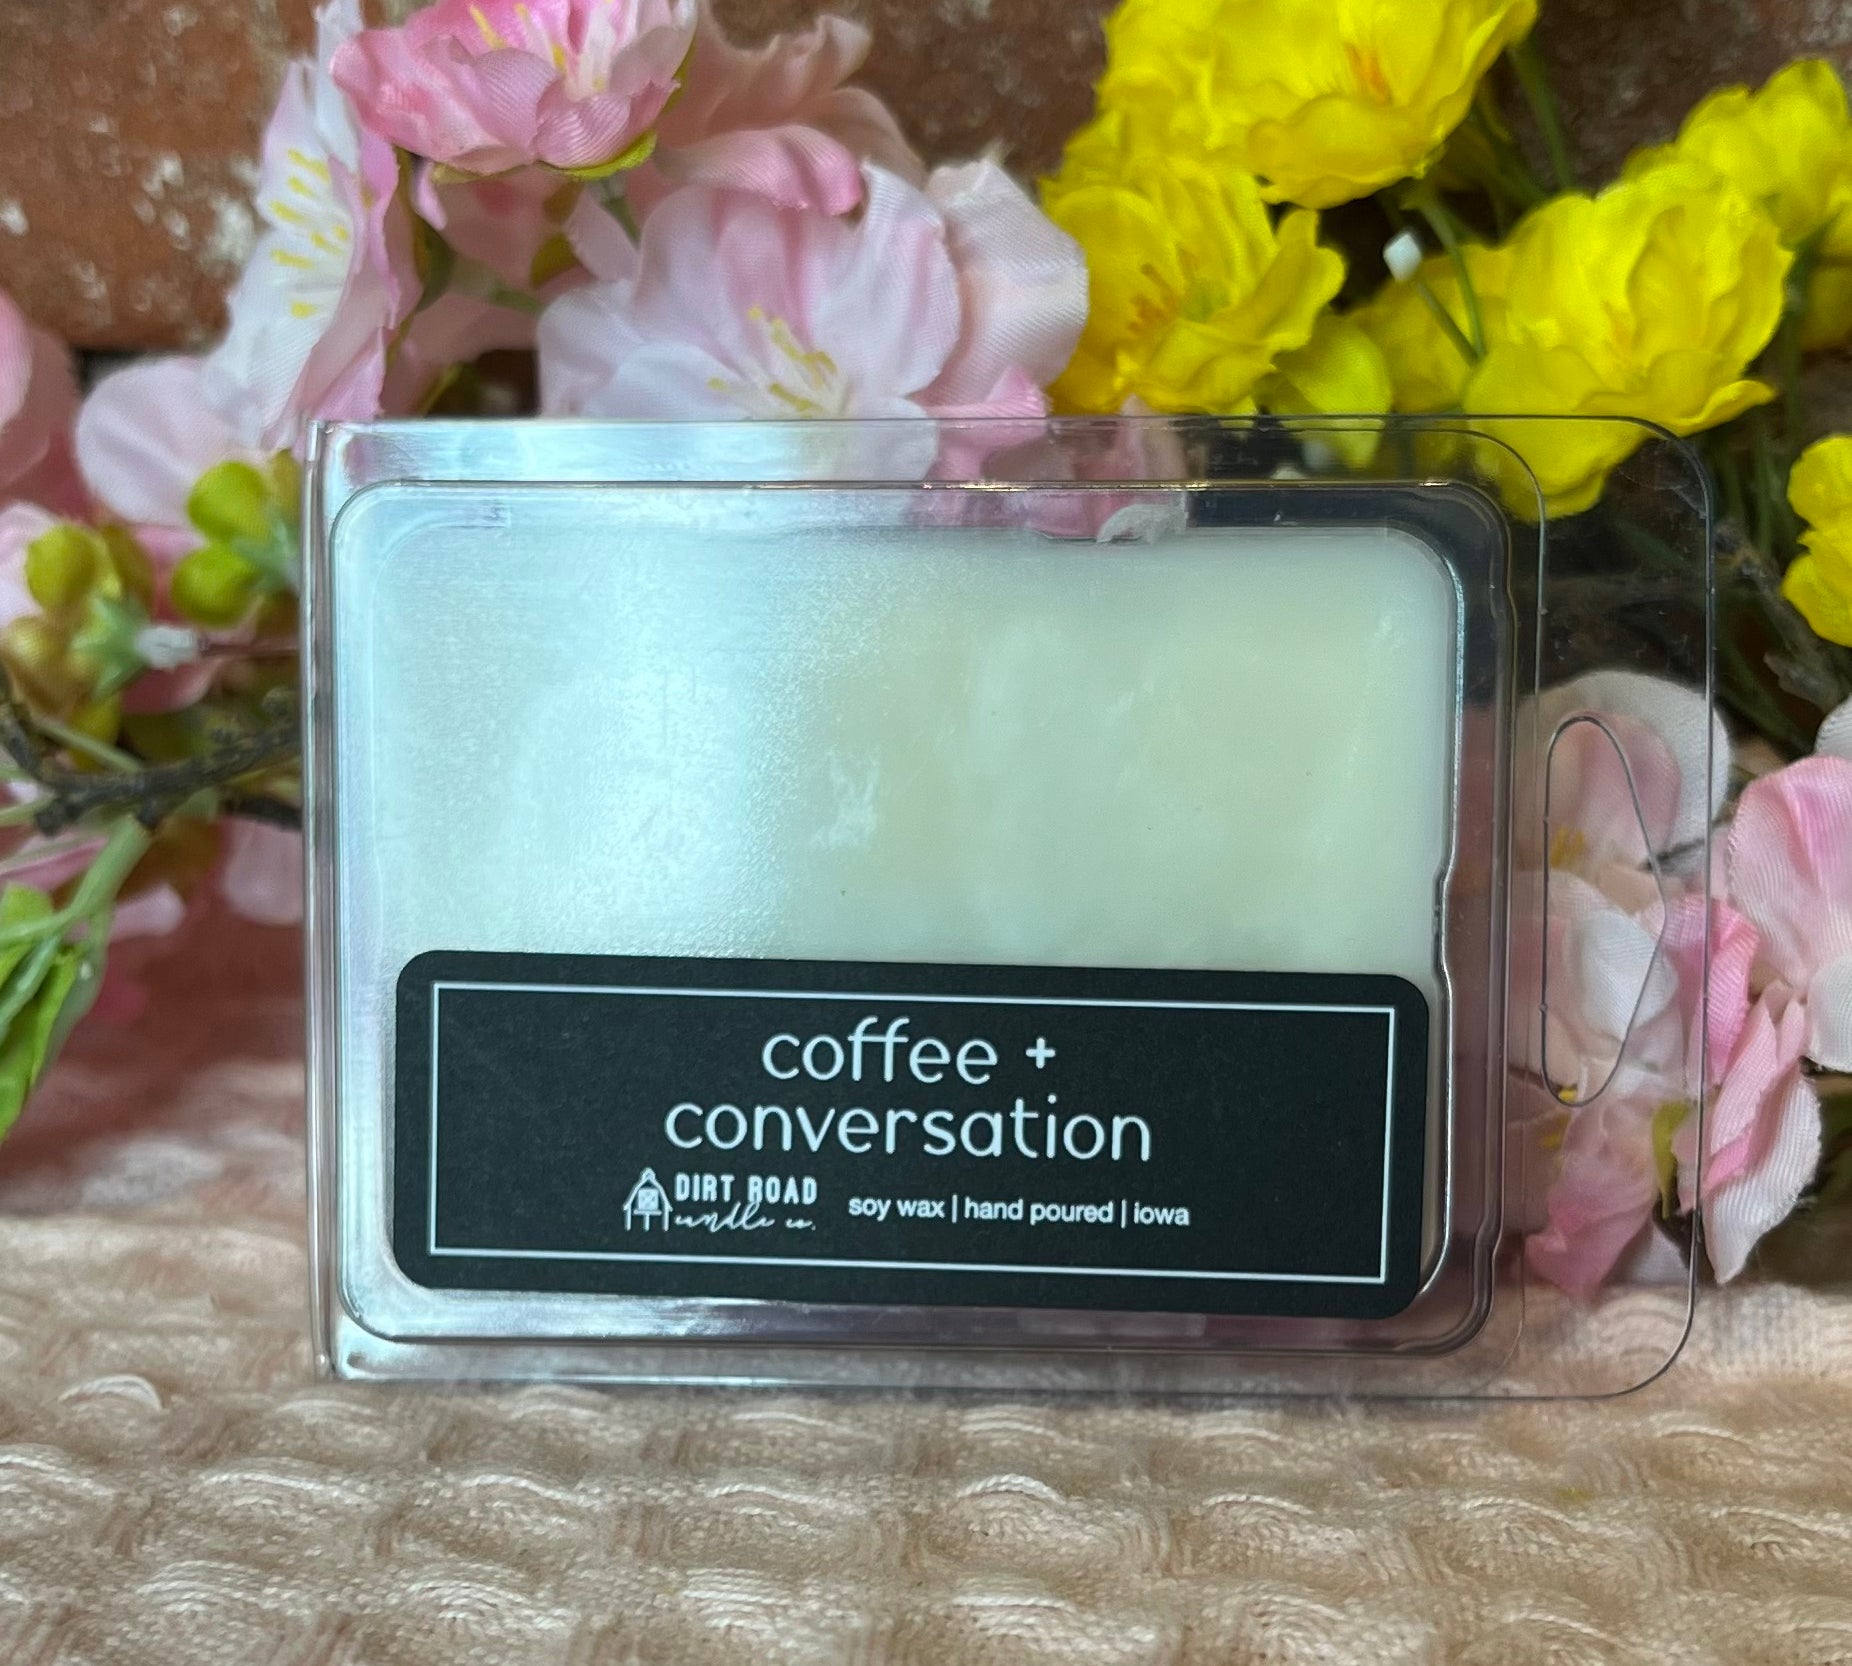 coffee +
conversation
DIRT ROAD
candle co.
soy wax | hand poured | iowa